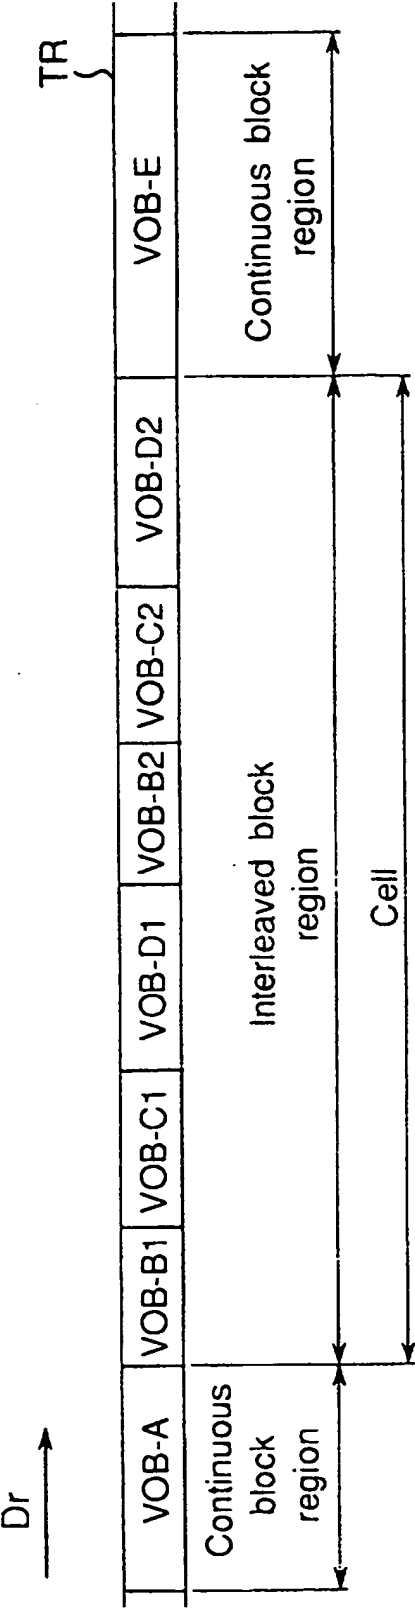 Dr
TR
VOB-A
VOB-B1
VOB-C1
VOB-D1
VOB-B2
VOB-C2
VOB-D2
VOB-E
Continuous
block
region
Interleaved block
region
Continuous block
region
Cell